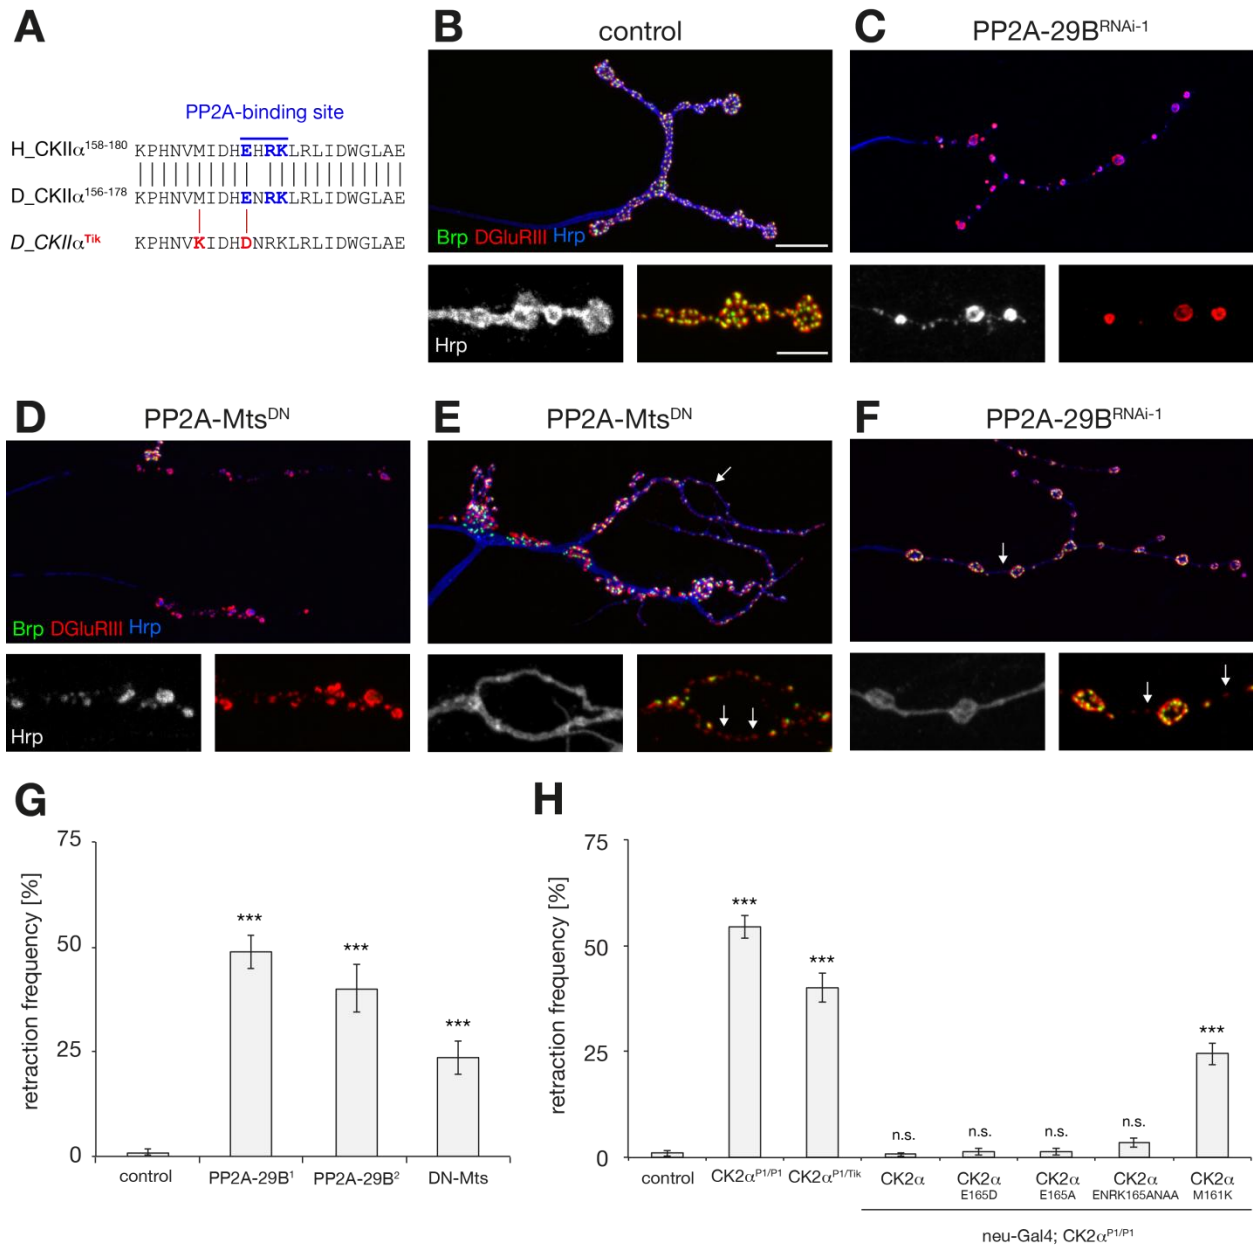 A
PP2A-binding site
H_CKIIα158-180 KPHNVMIDHEHRKLRLIDWGLAE
D_CKIIα156-178 KPHNVMIDHENRKLRLIDWGLAE
D_CKIIαTik KPHNVKIDHDNRKLRLIDWGLAE
B
control
Brp DGluRIII Hrp
Hrp
C
PP2A-29BRNAi-1
D
PP2A-MtsDN
Brp DGluRIII Hrp
Hrp
E
PP2A-MtsDN
F
PP2A-29BRNAi-1
G
retraction frequency [%]
75
50
25
0
***
***
***
control PP2A-29B1 PP2A-29B2 DN-Mts
H
retraction frequency [%]
75
50
25
0
***
***
n.s.
n.s.
n.s.
n.s.
***
control CK2αP1/P1 CK2αP1/Tik CK2α CK2α CK2α CK2α CK2α
E165D E165A ENRK165ANAA M161K
neu-Gal4; CK2αP1/P1